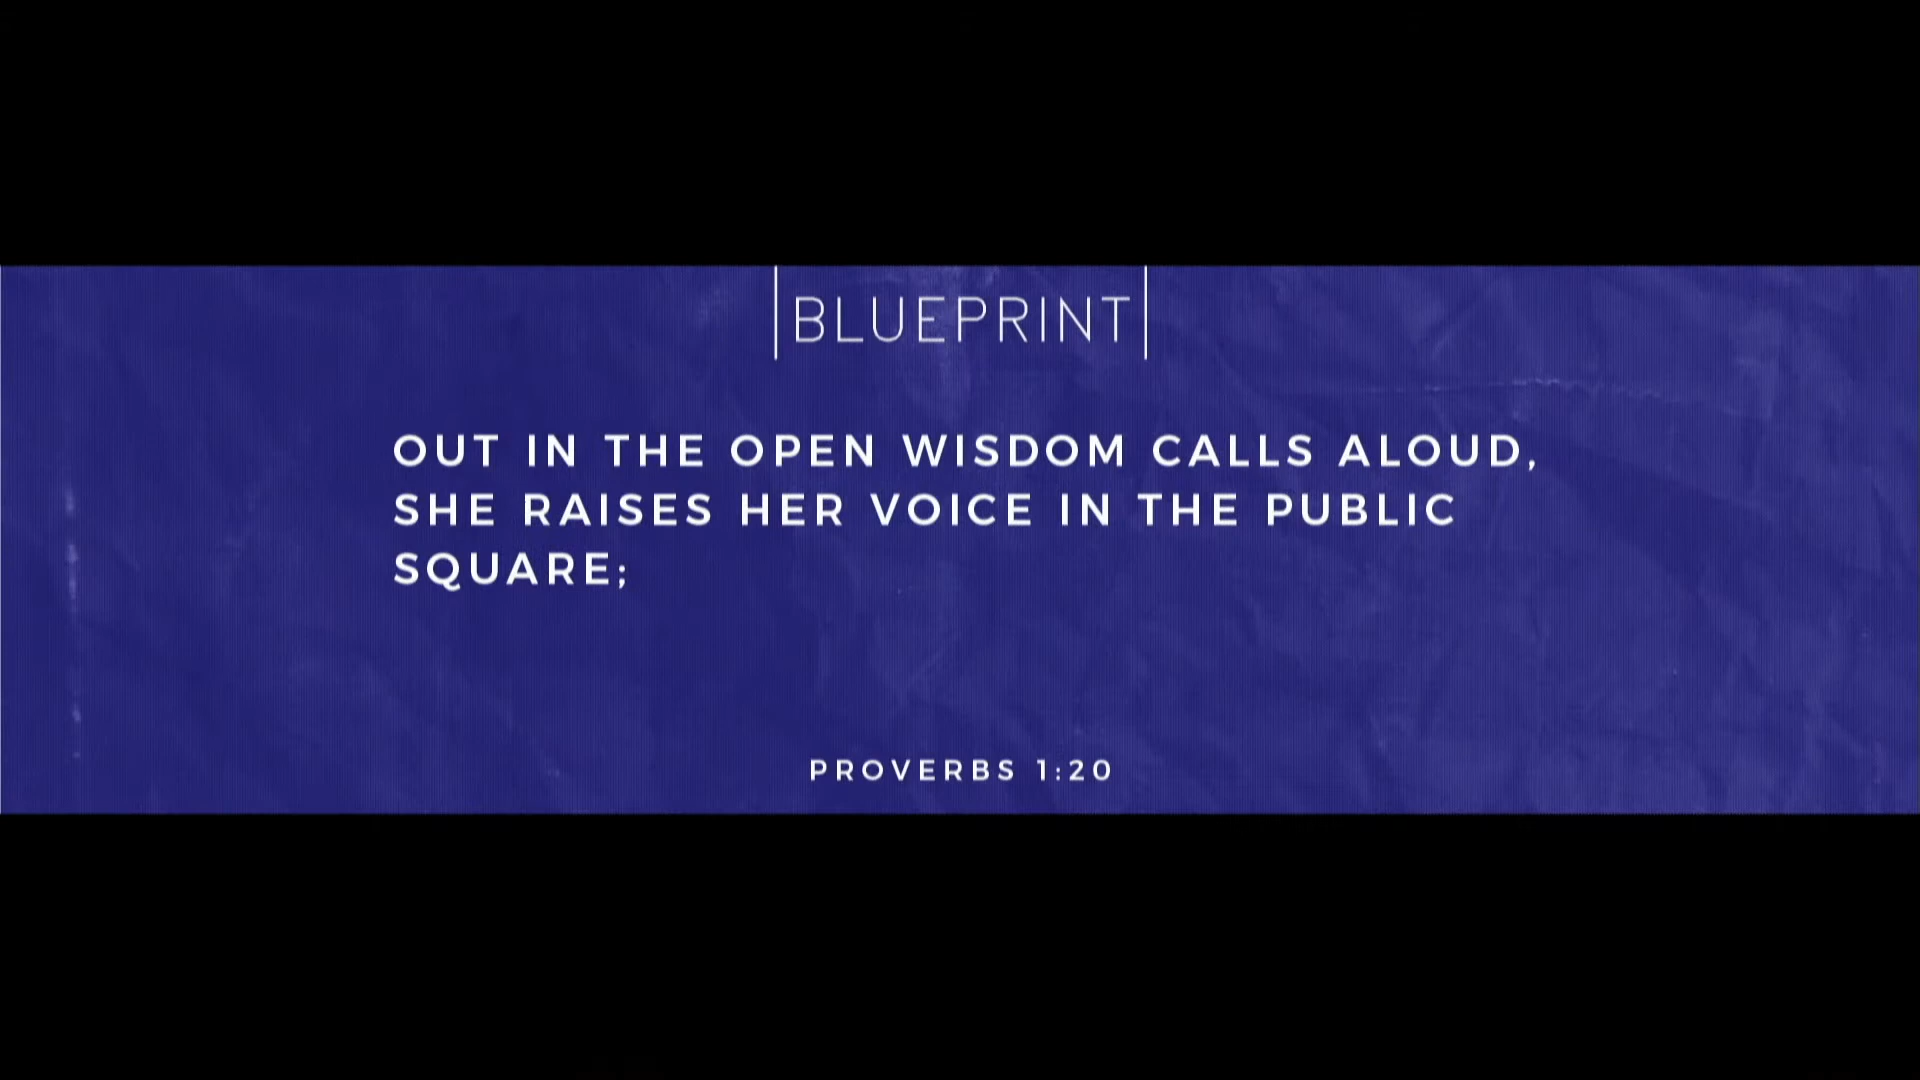 BLUEPRINT
OUT IN THE OPEN WISDOM CALLS ALOUD,
SHE RAISES HER VOICE IN THE PUBLIC
SQUARE;
PROVERBS 1:20